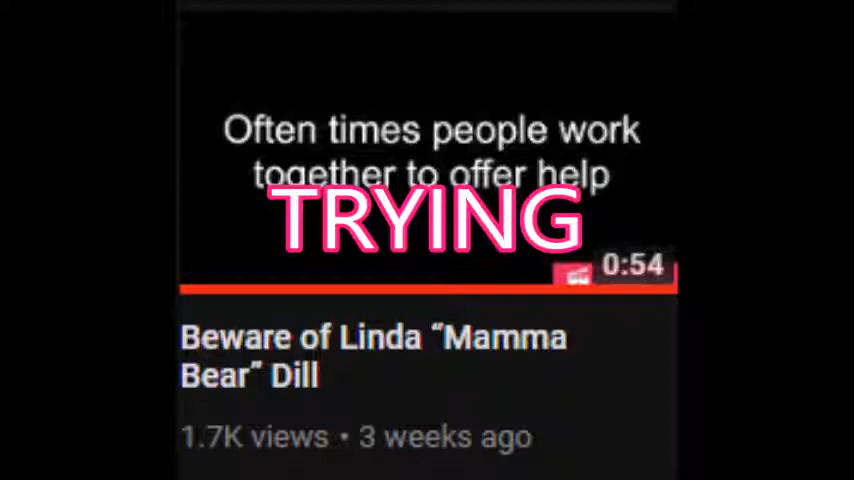 Often times people work
together to offer help
TRYING
0:54
Beware of Linda “Mamma
Bear” Dill
1.7K views • 3 weeks ago